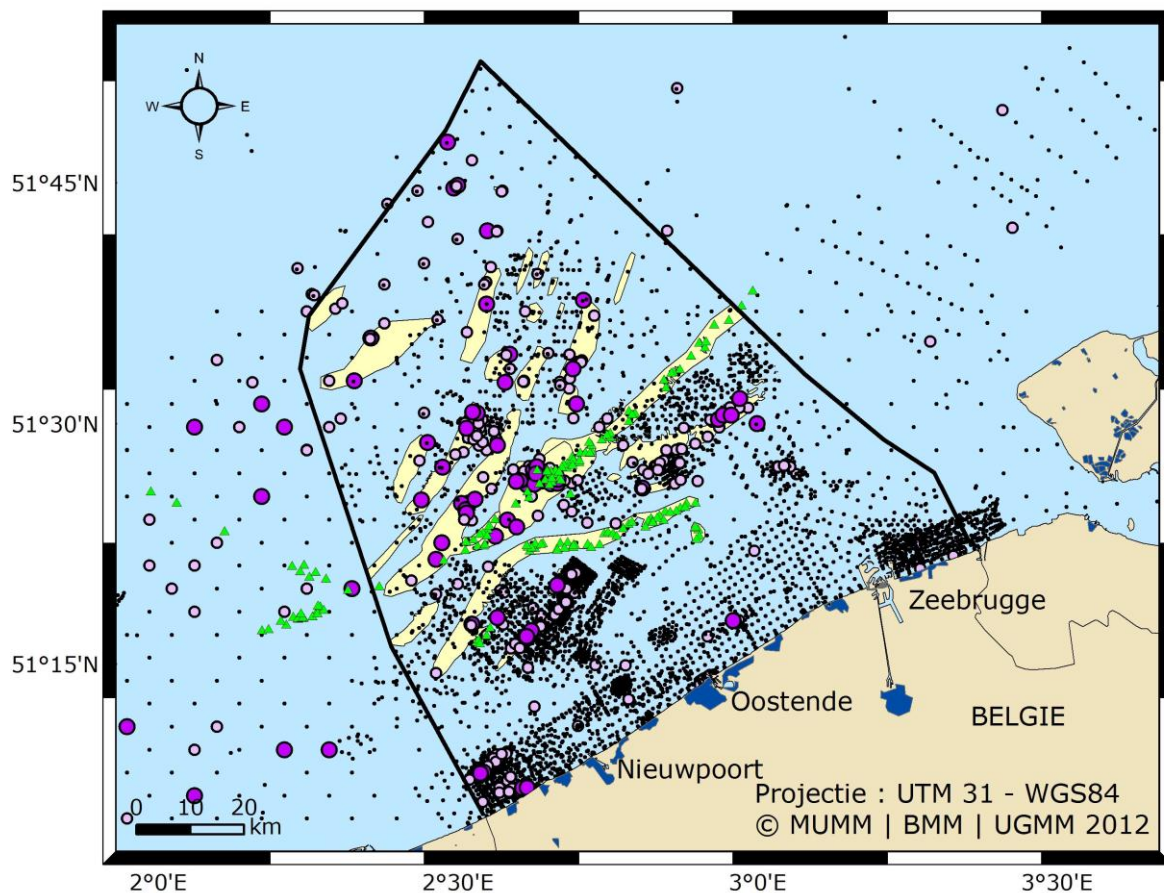 N
W E
S
51°45'N
51°30'N
51°15'N
Zeebrugge
Oostende
BELGIE
Nieuwpoort
Projectie : UTM 31 - WGS84
© MUMM | BMM | UGMM 2012
0 10 20
km
2°0'E 2°30'E 3°0'E 3°30'E